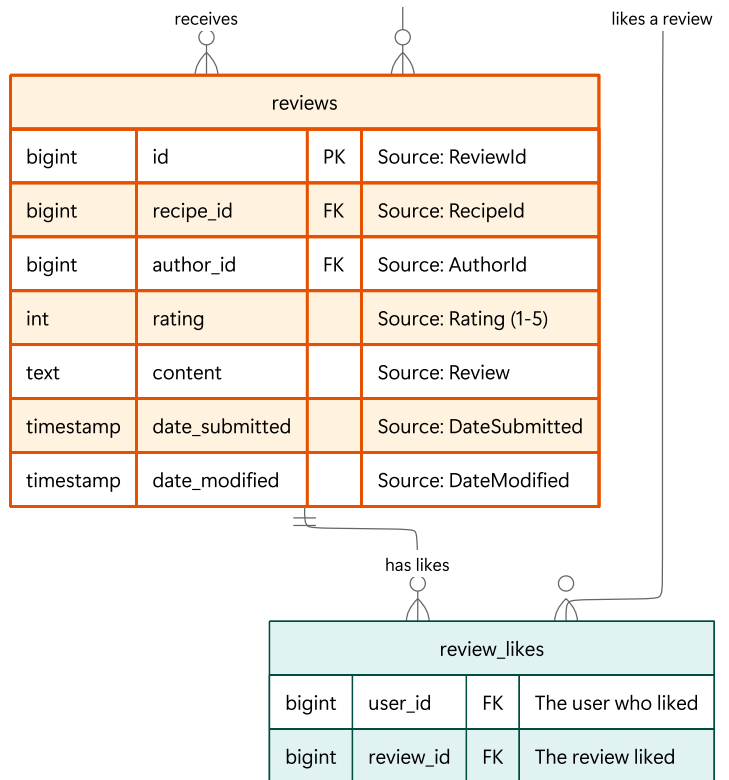 receives
likes a review
reviews
bigint id PK Source: ReviewId
bigint recipe_id FK Source: RecipeId
bigint author_id FK Source: AuthorId
int rating Source: Rating (1-5)
text content Source: Review
timestamp date_submitted Source: DateSubmitted
timestamp date_modified Source: DateModified
has likes
review_likes
bigint user_id FK The user who liked
bigint review_id FK The review liked